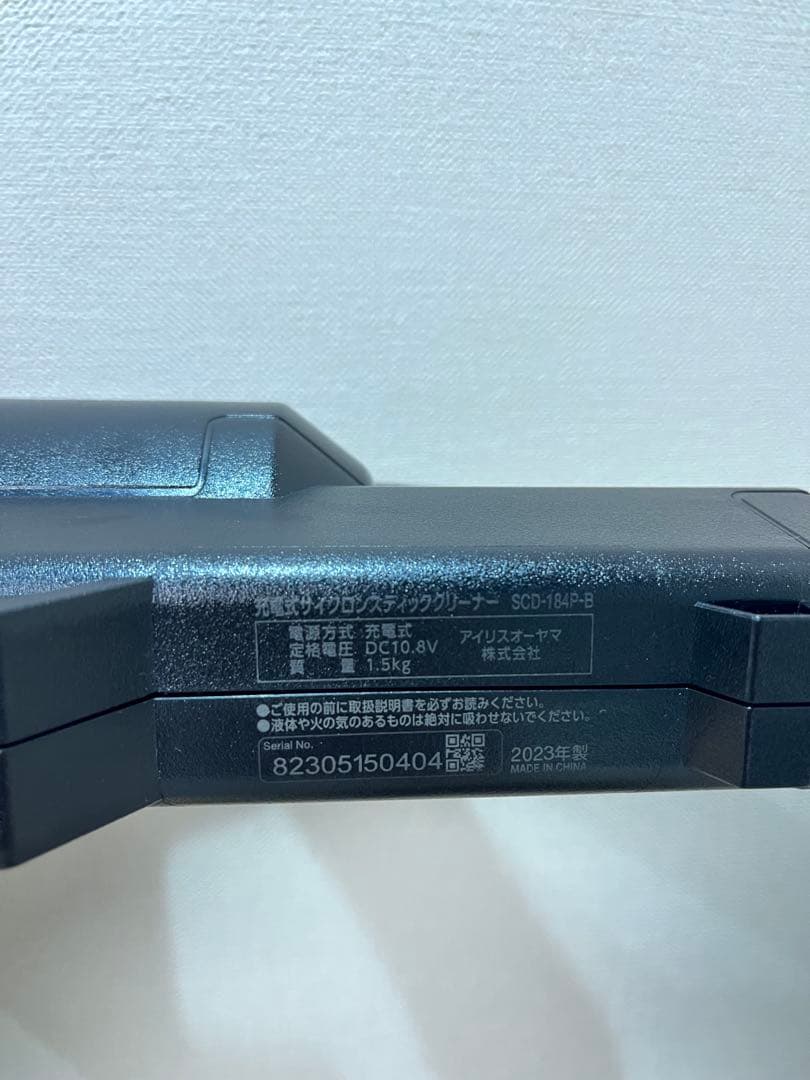 充電式サイクロンスティッククリーナー SCD-184P-B
電源方式 充電式 アイリスオーヤマ
定格電圧 DC10.8V 株式会社
質量 1.5kg
●ご使用の前に取扱説明書を必ずお読みください。
●液体や火の気のあるものは絶対に吸わせないでください。
Serial No.
82305150404
2023年製
MADE IN CHINA